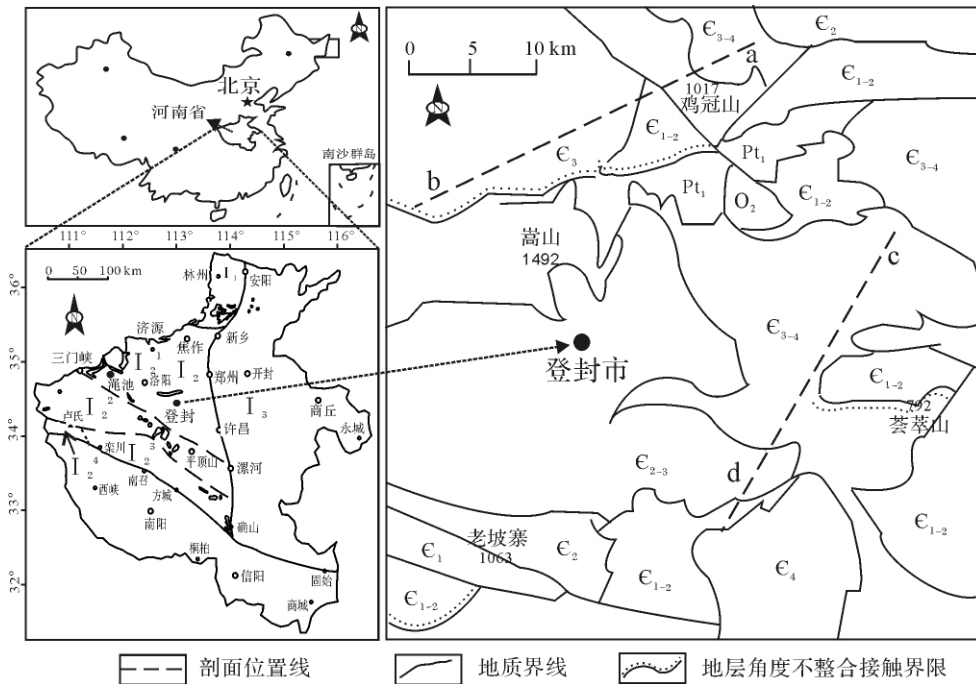 N
北京
河南省
南沙群岛
111° 112° 113° 114° 115° 116°
36°
35°
34°
33°
32°
0 50 100 km
N
林州
I 1
安阳
济源
焦作
新乡
三门峡
I 1 2
I 2
渑池
洛阳
郑州
开封
I 2 2
登封
I 3
商丘
卢氏
许昌
永城
栾川
I 3 2
平顶山
漯河
I 4 2
南召
西峡
方城
南阳
确山
桐柏
信阳
固始
商城
0 5 10 km
N
Є3-4
Є2
a
1017
鸡冠山
Є1-2
Є1-2
Є3
Pt1
Є3-4
b
Pt1
O2
Є1-2
嵩山
1492
c
Є3-4
登封市
Є1-2
792
荟萃山
Є2-3
d
Є1-2
老坡寨
1063
Є1
Є2
Є1-2
Є4
Є1-2
剖面位置线
地质界线
地层角度不整合接触界限